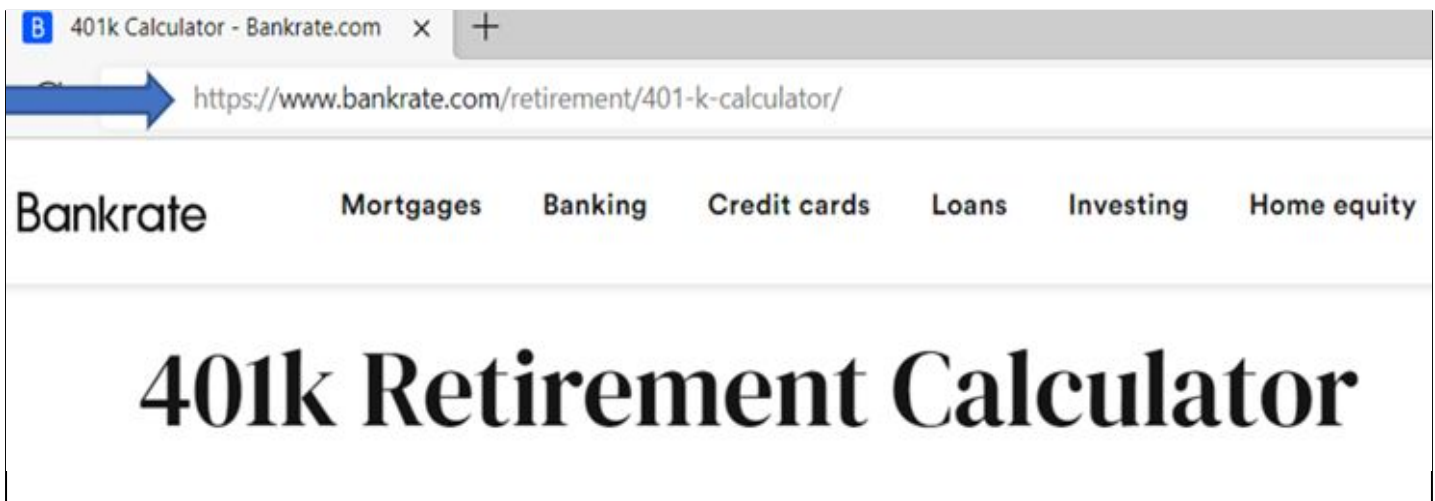 B 401k Calculator - Bankrate.com
https://www.bankrate.com/retirement/401-k-calculator/
Bankrate Mortgages Banking Credit cards Loans Investing Home equity
401k Retirement Calculator